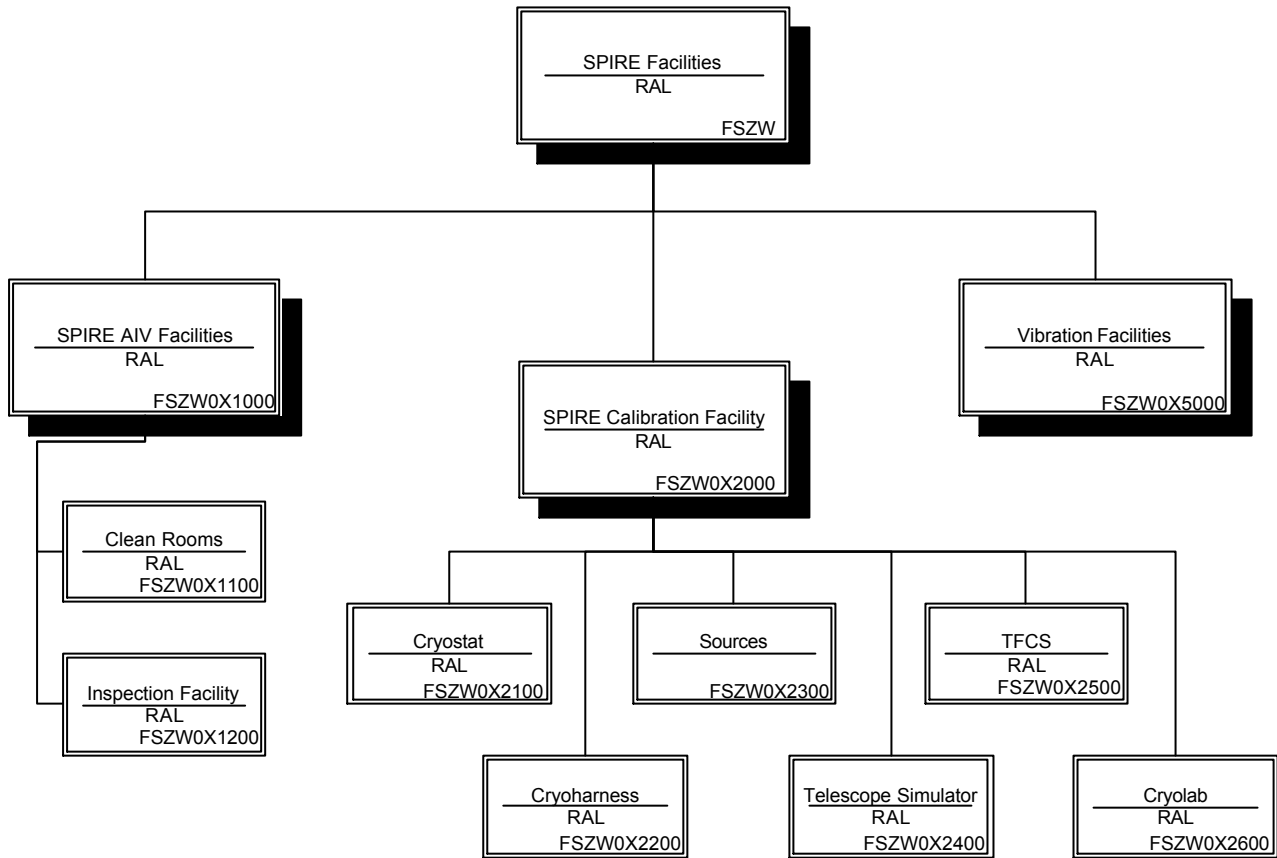 SPIRE Facilities
RAL
FSZW
SPIRE AIV Facilities
RAL
FSZW0X1000
SPIRE Calibration Facility
RAL
FSZW0X2000
Vibration Facilities
RAL
FSZW0X5000
Clean Rooms
RAL
FSZW0X1100
Inspection Facility
RAL
FSZW0X1200
Cryostat
RAL
FSZW0X2100
Sources
RAL
FSZW0X2300
TFCS
RAL
FSZW0X2500
Cryoharness
RAL
FSZW0X2200
Telescope Simulator
RAL
FSZW0X2400
Cryolab
RAL
FSZW0X2600